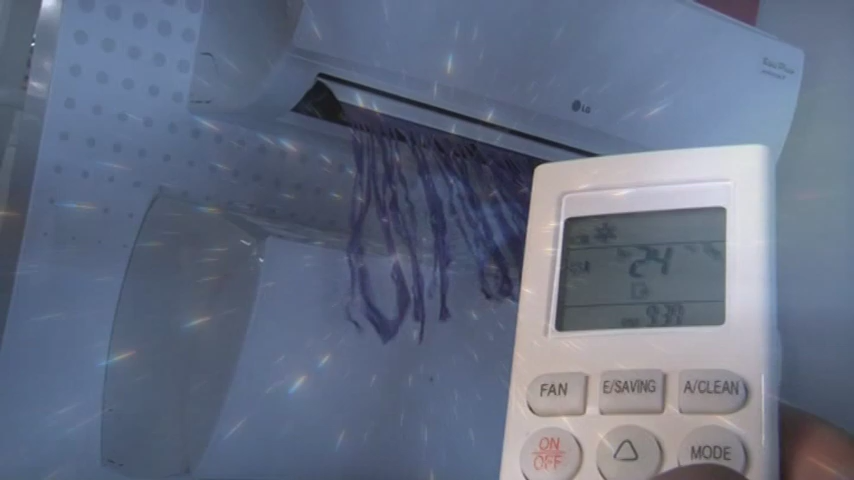 LG
24
FAN
E/SAVING
A/CLEAN
ON
OFF
MODE